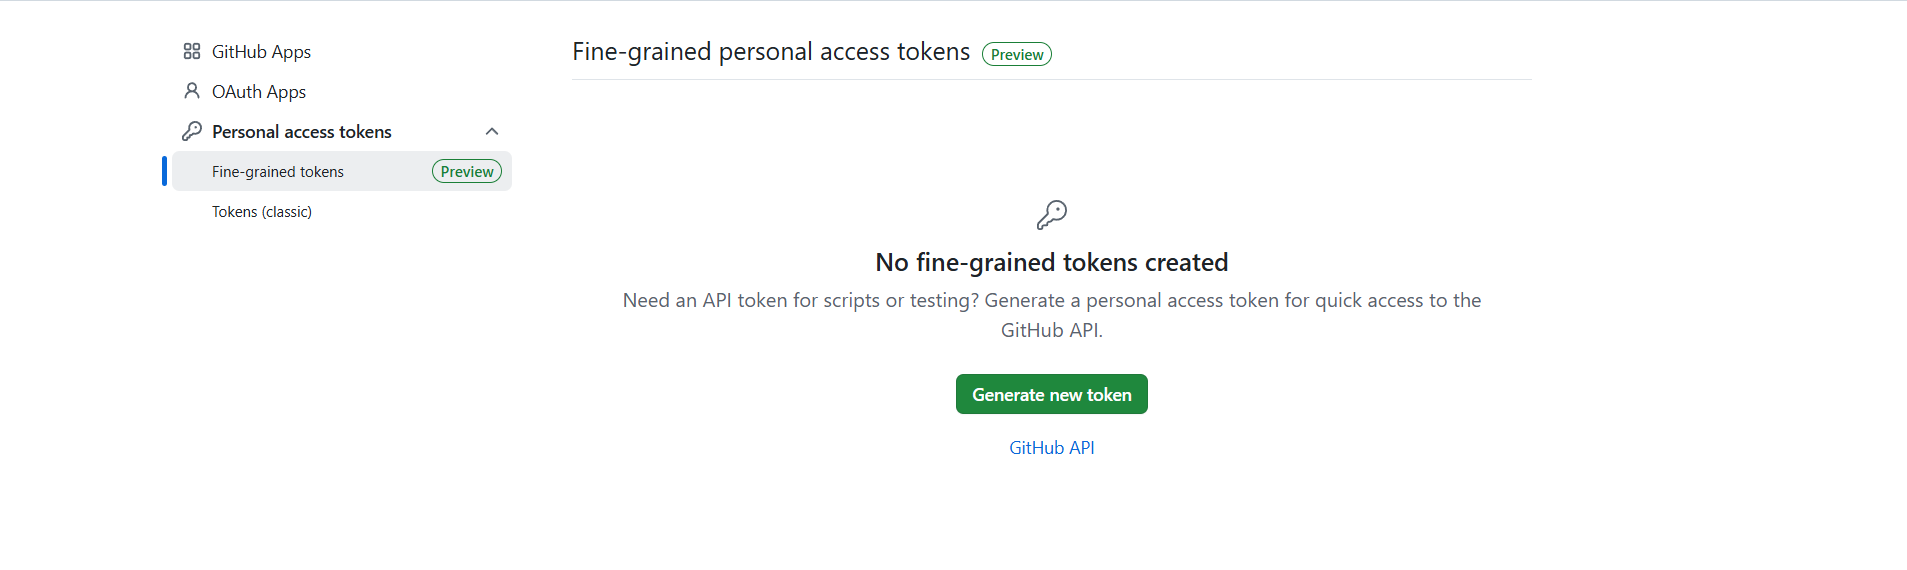 GitHub Apps
OAuth Apps
Personal access tokens
Fine-grained tokens Preview
Tokens (classic)
Fine-grained personal access tokens Preview
No fine-grained tokens created
Need an API token for scripts or testing? Generate a personal access token for quick access to the
GitHub API.
Generate new token
GitHub API